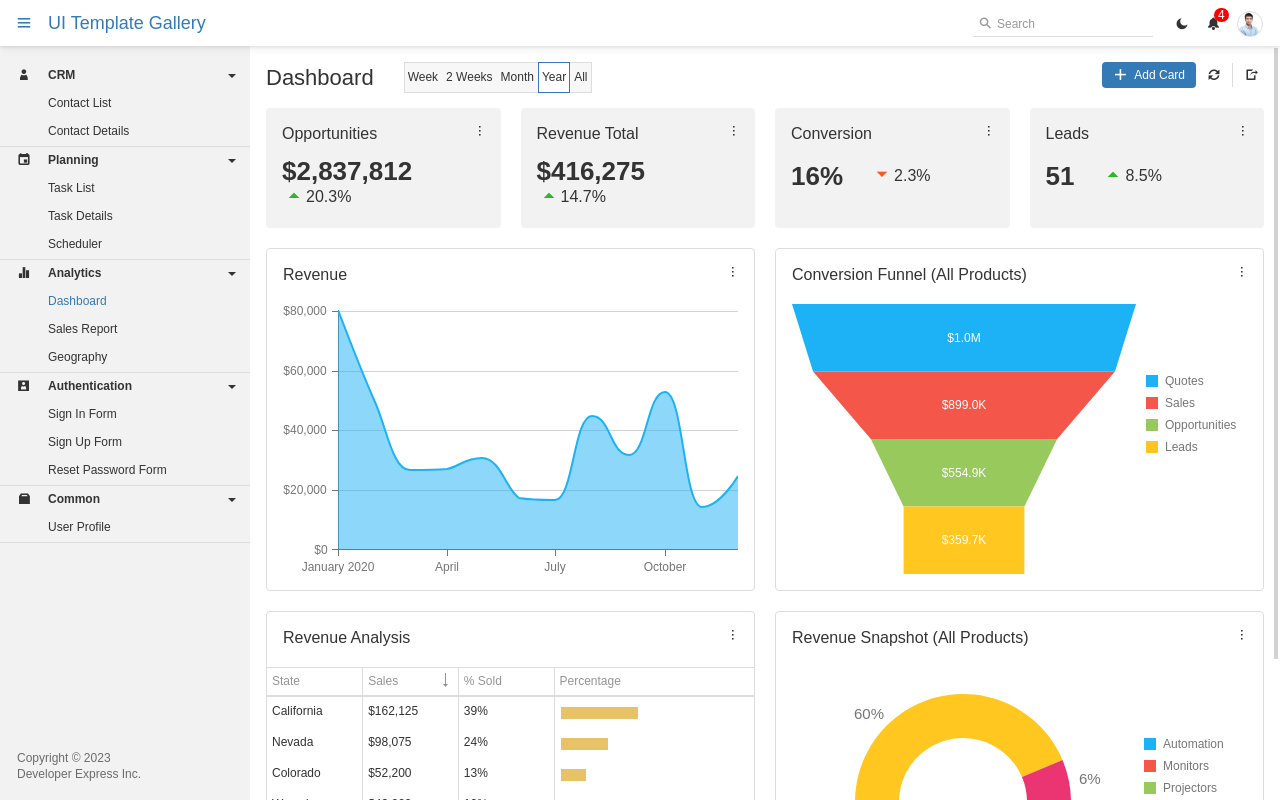 UI Template Gallery
Search
4
CRM
Contact List
Contact Details
Planning
Task List
Task Details
Scheduler
Analytics
Dashboard
Sales Report
Geography
Authentication
Sign In Form
Sign Up Form
Reset Password Form
Common
User Profile
Copyright © 2023
Developer Express Inc.
Dashboard
Week 2 Weeks Month Year All
Add Card
Opportunities
$2,837,812
20.3%
Revenue Total
$416,275
14.7%
Conversion
16% 2.3%
Leads
51 8.5%
Revenue
$80,000
$60,000
$40,000
$20,000
$0
January 2020 April July October
Conversion Funnel (All Products)
$1.0M
$899.0K
$554.9K
$359.7K
Quotes
Sales
Opportunities
Leads
Revenue Analysis
State Sales % Sold Percentage
California $162,125 39%
Nevada $98,075 24%
Colorado $52,200 13%
Revenue Snapshot (All Products)
60%
6%
Automation
Monitors
Projectors